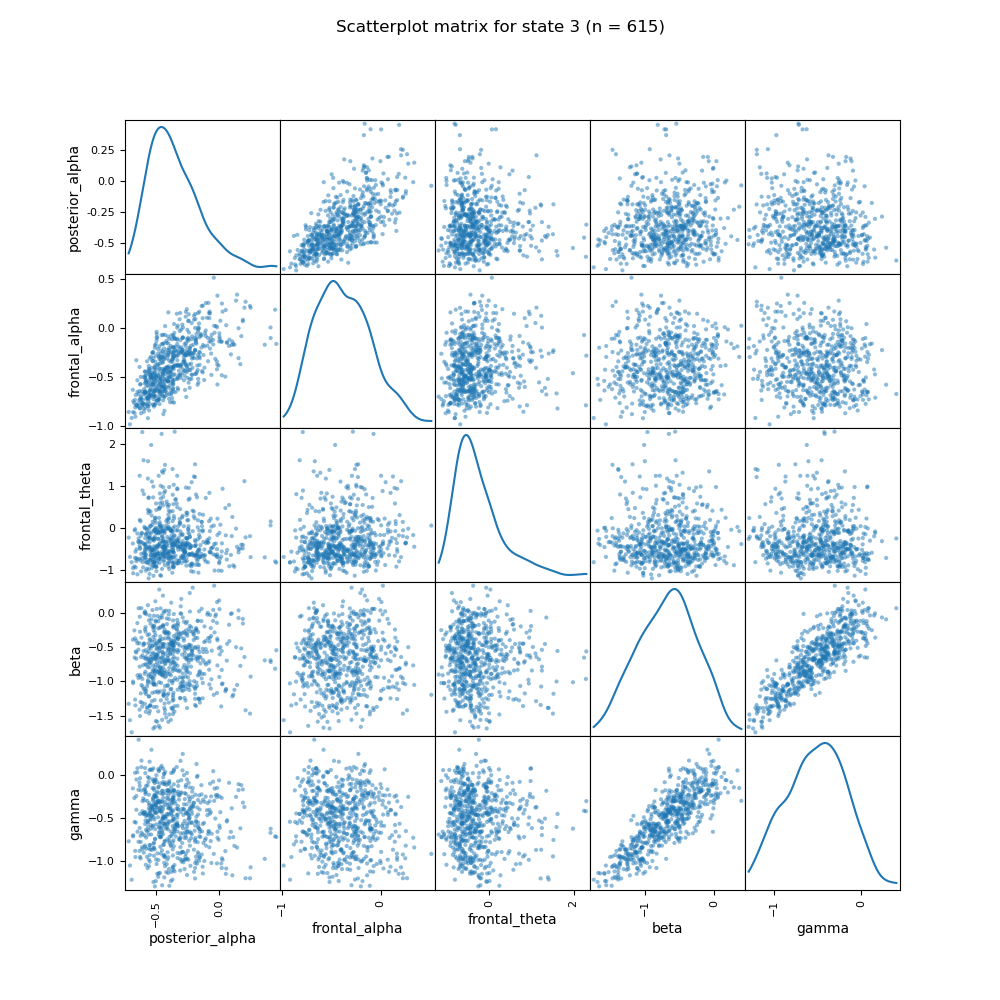 Scatterplot matrix for state 3 (n = 615)
posterior_alpha
0.25
0.0
-0.25
-0.5
frontal_alpha
0.5
0.0
−0.5
−1.0
frontal_theta
2
1
0
−1
beta
0.0
−0.5
−1.0
−1.5
gamma
0.0
−0.5
−1.0
−0.5
0.0
−1
0
0
2
−1
0
−1
0
posterior_alpha
frontal_alpha
frontal_theta
beta
gamma